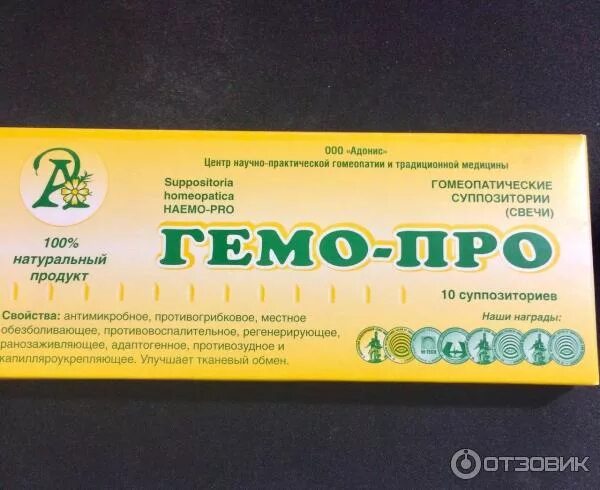 ООО «Адонис»
Центр научно-практической гомеопатии и традиционной медицины
А
100%
натуральный
продукт
Suppositoria
homeopatica
HAEMO-PRO
ГОМЕОПАТИЧЕСКИЕ
СУППОЗИТОРИИ
(СВЕЧИ)
ГЕМО-ПРО
10 суппозиториев
Свойства: антимикробное, противогрибковое, местное
обезболивающее, противовоспалительное, регенерирующее,
ранозаживляющее, адаптогенное, противозудное и
капилляроукрепляющее. Улучшает тканевый обмен.
Наши награды:
ОТЗОВИК